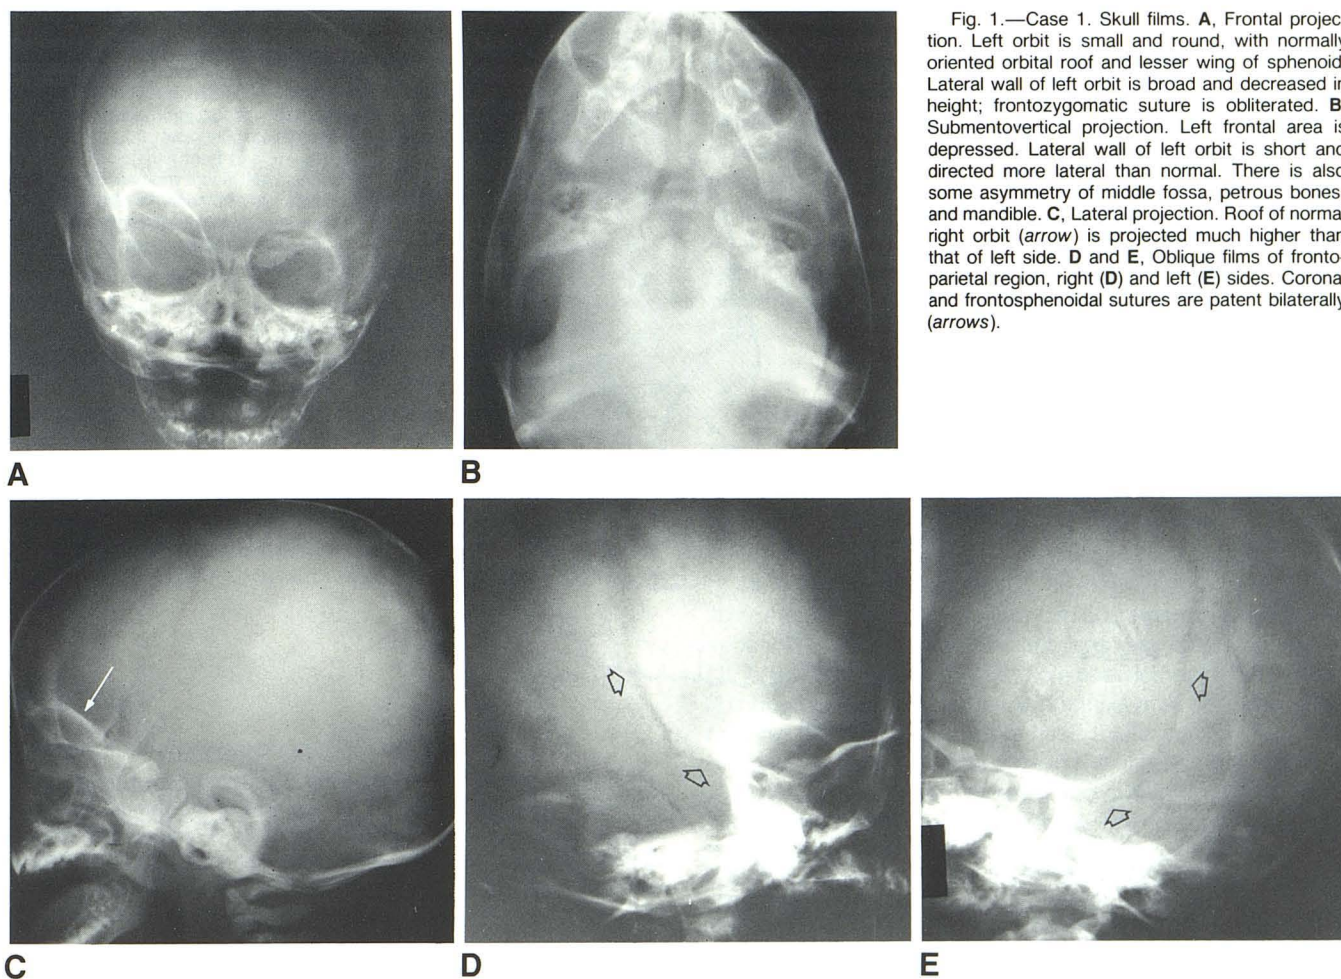 Fig. 1.—Case 1. Skull films. A, Frontal projec-
tion. Left orbit is small and round, with normally
oriented orbital roof and lesser wing of sphenoid.
Lateral wall of left orbit is broad and decreased in
height; frontozygomatic suture is obliterated. B,
Submentovertical projection. Left frontal area is
depressed. Lateral wall of left orbit is short and
directed more lateral than normal. There is also
some asymmetry of middle fossa, petrous bones,
and mandible. C, Lateral projection. Roof of normal
right orbit (arrow) is projected much higher than
that of left side. D and E, Oblique films of fronto-
parietal region, right (D) and left (E) sides. Coronal
and frontosphenoidal sutures are patent bilaterally
(arrows).
A
B
C
D
E